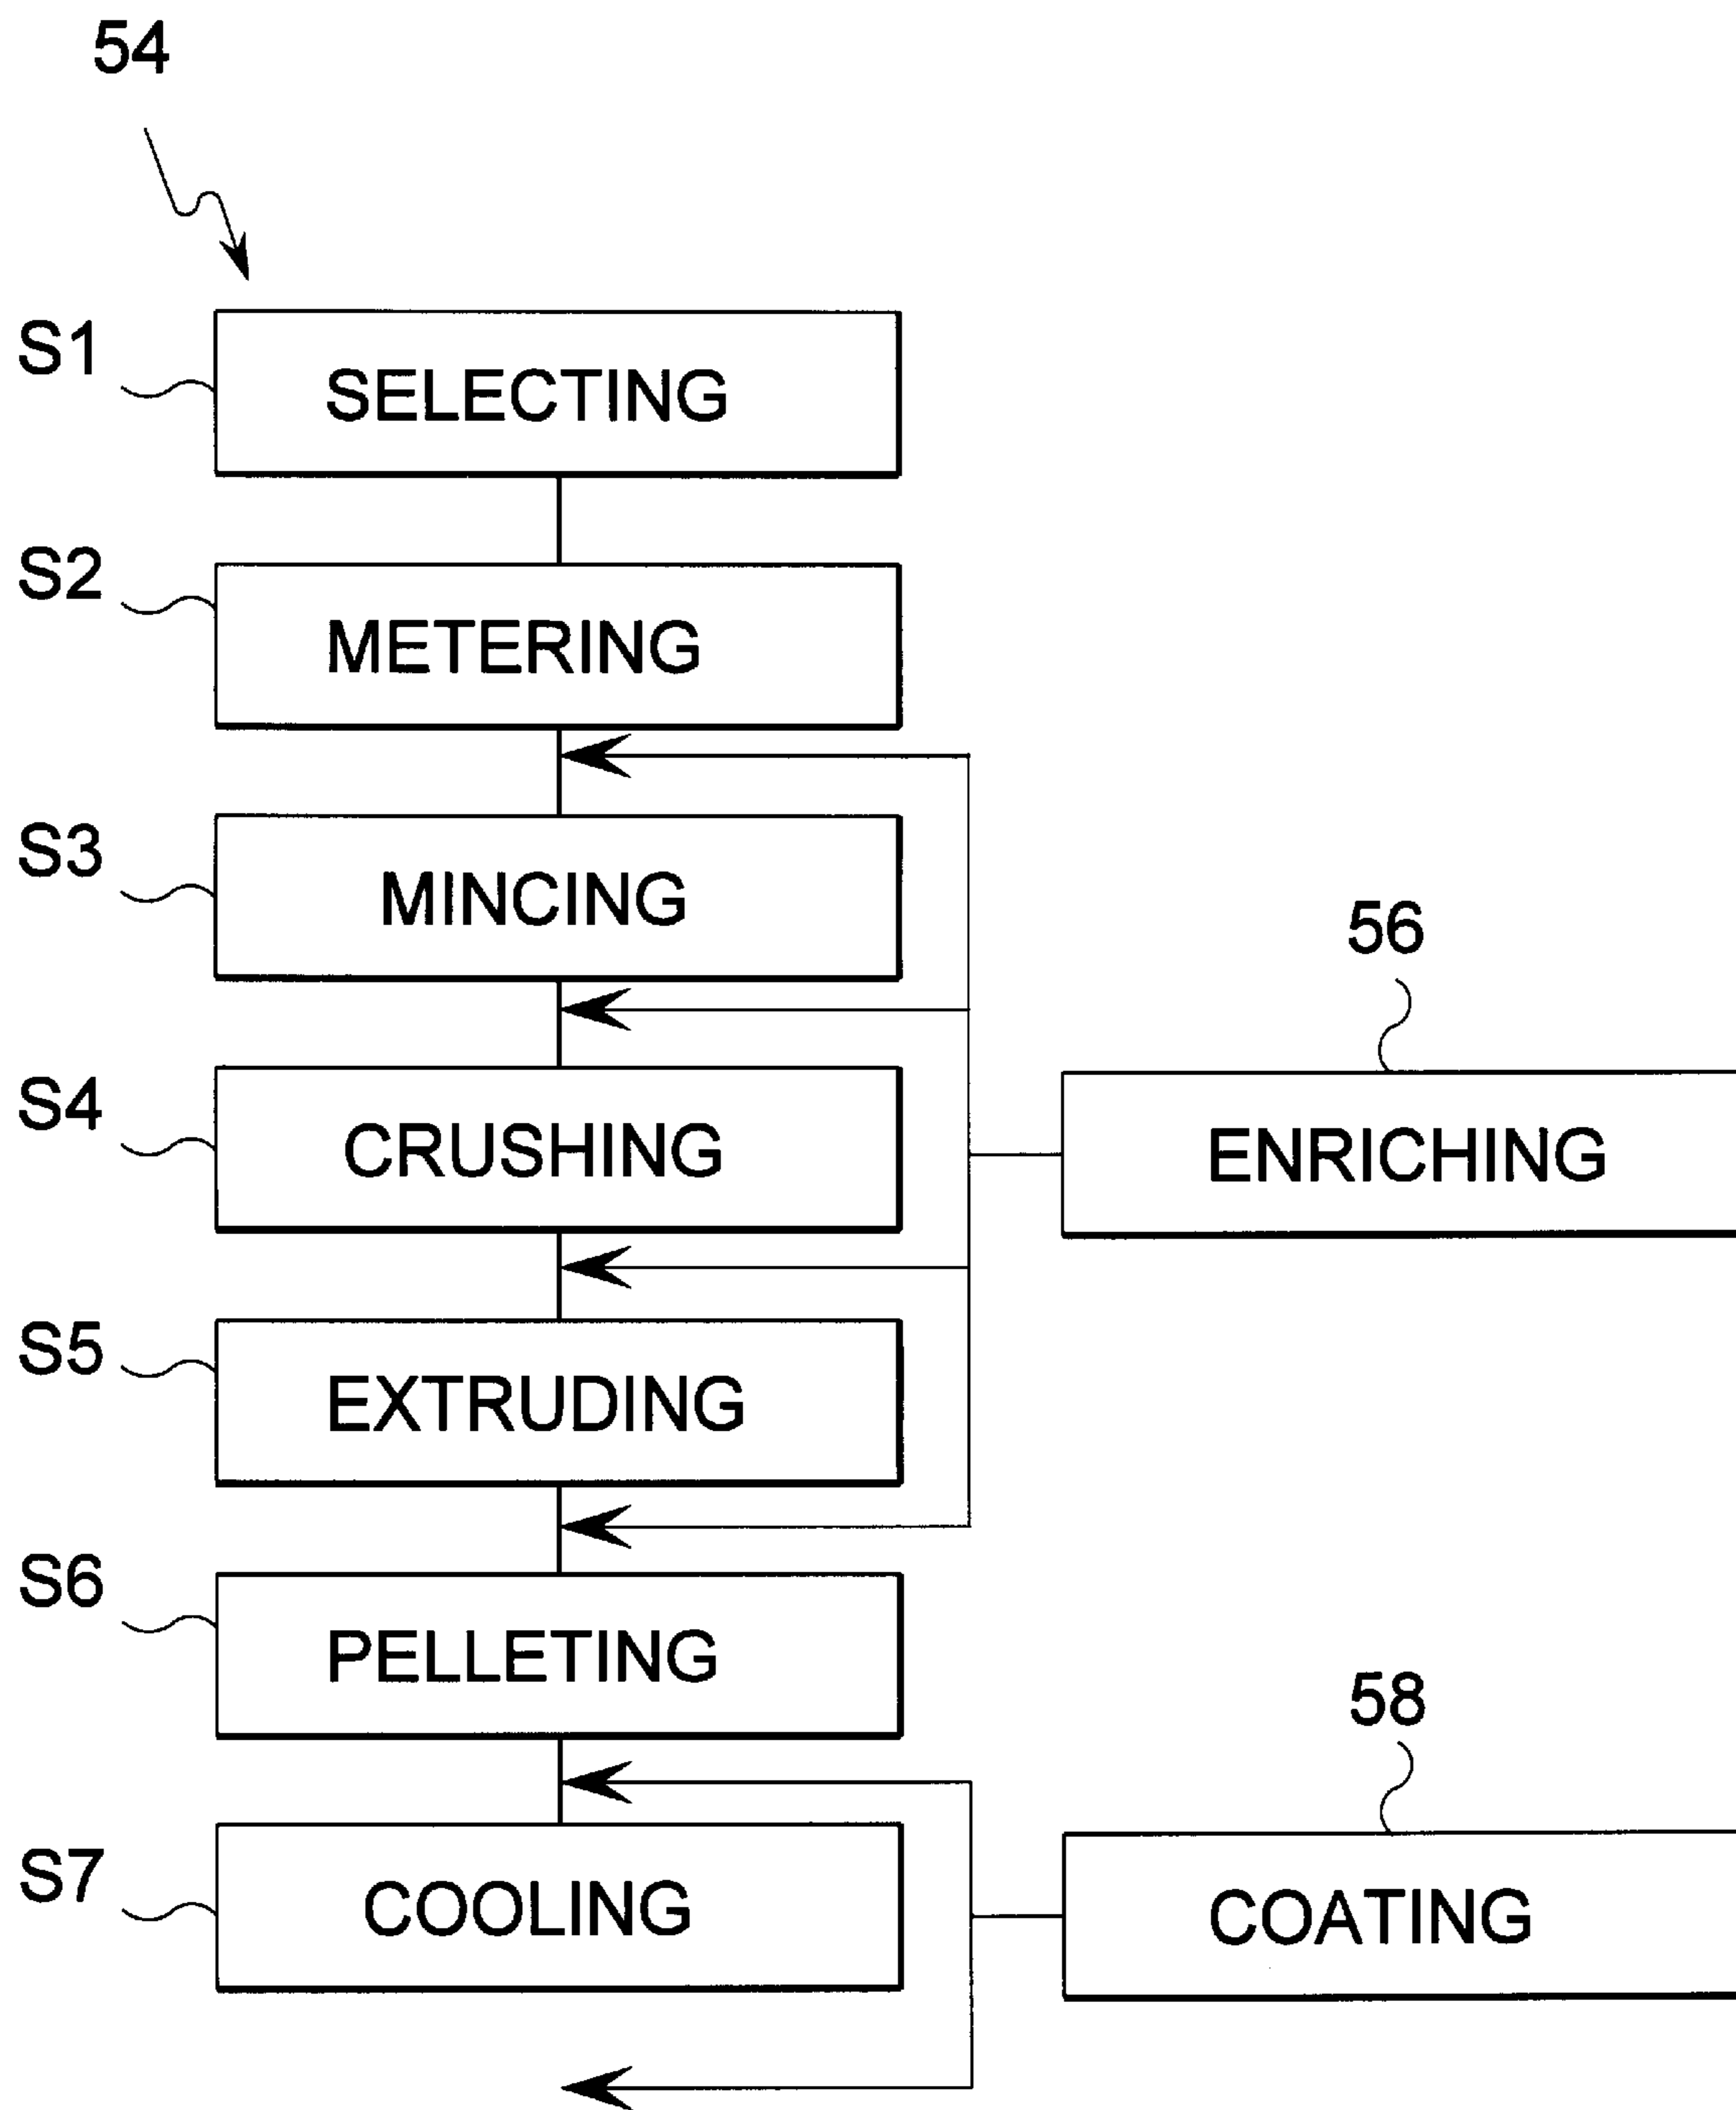 54
S1
SELECTING
S2
METERING
S3
MINCING
56
S4
CRUSHING
ENRICHING
S5
EXTRUDING
S6
PELLETING
58
S7
COOLING
COATING